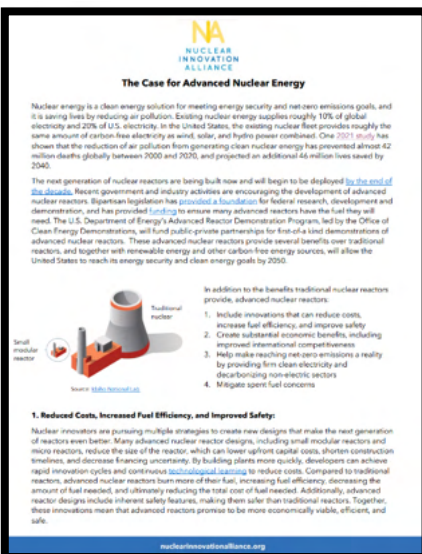 NA
NUCLEAR
INNOVATION
ALLIANCE
The Case for Advanced Nuclear Energy
Nuclear energy is a clean energy solution for meeting energy security and net-zero emissions goals, and
it is saving lives by reducing air pollution. Existing nuclear energy supplies roughly 10% of global
electricity and 20% of U.S. electricity. In the United States, the existing nuclear fleet provides roughly the
same amount of carbon-free electricity as wind, solar, and hydro power combined. One 2021 study has
shown that the reduction of air pollution from generating clean nuclear energy has prevented almost 42
million deaths globally between 2000 and 2020, and projected an additional 46 million lives saved by
2040.
The next generation of nuclear reactors are being built now and will begin to be deployed by the end of
the decade. Recent government and industry activities are encouraging the development of advanced
nuclear reactors. Bipartisan legislation has provided a foundation for federal research, development and
demonstration, and has provided funding to ensure many advanced reactors have the fuel they will
need. The U.S. Department of Energy's Advanced Reactor Demonstration Program, led by the Office of
Clean Energy Demonstrations, will fund public-private partnerships for first-of-a kind demonstrations of
advanced nuclear reactors. These advanced nuclear reactors provide several benefits over traditional
reactors, and together with renewable energy and other carbon-free energy sources, will allow the
United States to reach its energy security and clean energy goals by 2050.
Traditional
nuclear
Small
modular
reactor
Source: Idaho National Lab
In addition to the benefits traditional nuclear reactors
provide, advanced nuclear reactors:
1. Include innovations that can reduce costs,
increase fuel efficiency, and improve safety
2. Create substantial economic benefits, including
improved international competitiveness
3. Help make reaching net-zero emissions a reality
by providing firm clean electricity and
decarbonizing non-electric sectors
4. Mitigate spent fuel concerns
1. Reduced Costs, Increased Fuel Efficiency, and Improved Safety:
Nuclear innovators are pursuing multiple strategies to create new designs that make the next generation
of reactors even better. Many advanced nuclear reactor designs, including small modular reactors and
micro reactors, reduce the size of the reactor, which can lower upfront capital costs, shorten construction
timelines, and decrease financing uncertainty. By building plants more quickly, developers can achieve
rapid innovation cycles and continuous technological learning to reduce costs. Compared to traditional
reactors, advanced nuclear reactors burn more of their fuel, increasing fuel efficiency, decreasing the
amount of fuel needed, and ultimately reducing the total cost of fuel needed. Additionally, advanced
reactor designs include inherent safety features, making them safer than traditional reactors. Together,
these innovations mean that advanced reactors promise to be more economically viable, efficient, and
safe.
nuclearinnovationalliance.org